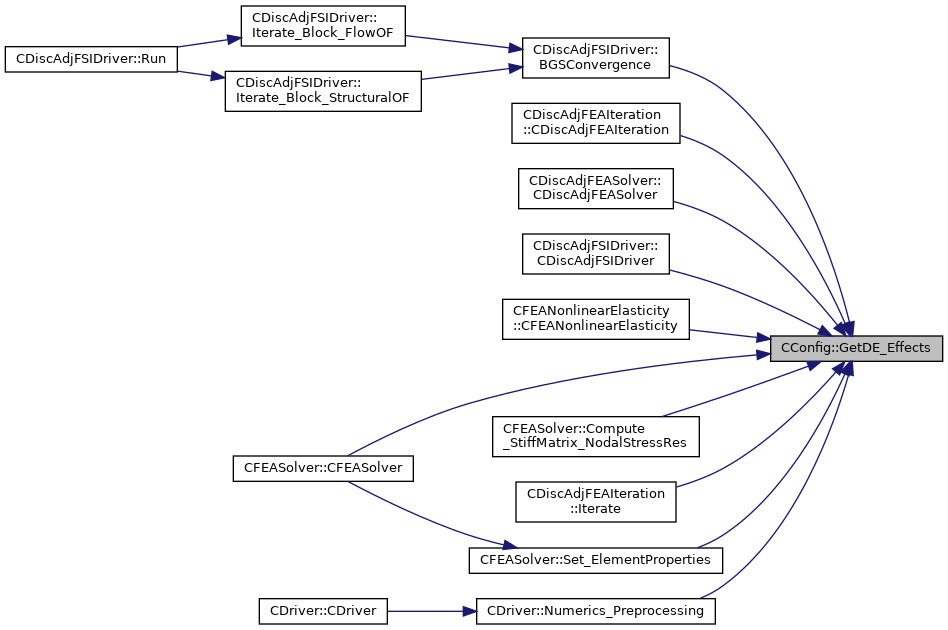 CDiscAdjFSIDriver::Run
CDiscAdjFSIDriver::
Iterate_Block_FlowOF
CDiscAdjFSIDriver::
Iterate_Block_StructuralOF
CDiscAdjFSIDriver::
BGSConvergence
CDiscAdjFEAIteration
::CDiscAdjFEAIteration
CDiscAdjFEASolver::
CDiscAdjFEASolver
CDiscAdjFSIDriver::
CDiscAdjFSIDriver
CFEANonlinearElasticity
::CFEANonlinearElasticity
CConfig::GetDE_Effects
CFEASolver::Compute
_StiffMatrix_NodalStressRes
CFEASolver::CFEASolver
CDiscAdjFEAIteration
::Iterate
CFEASolver::Set_ElementProperties
CDriver::CDriver
CDriver::Numerics_Preprocessing